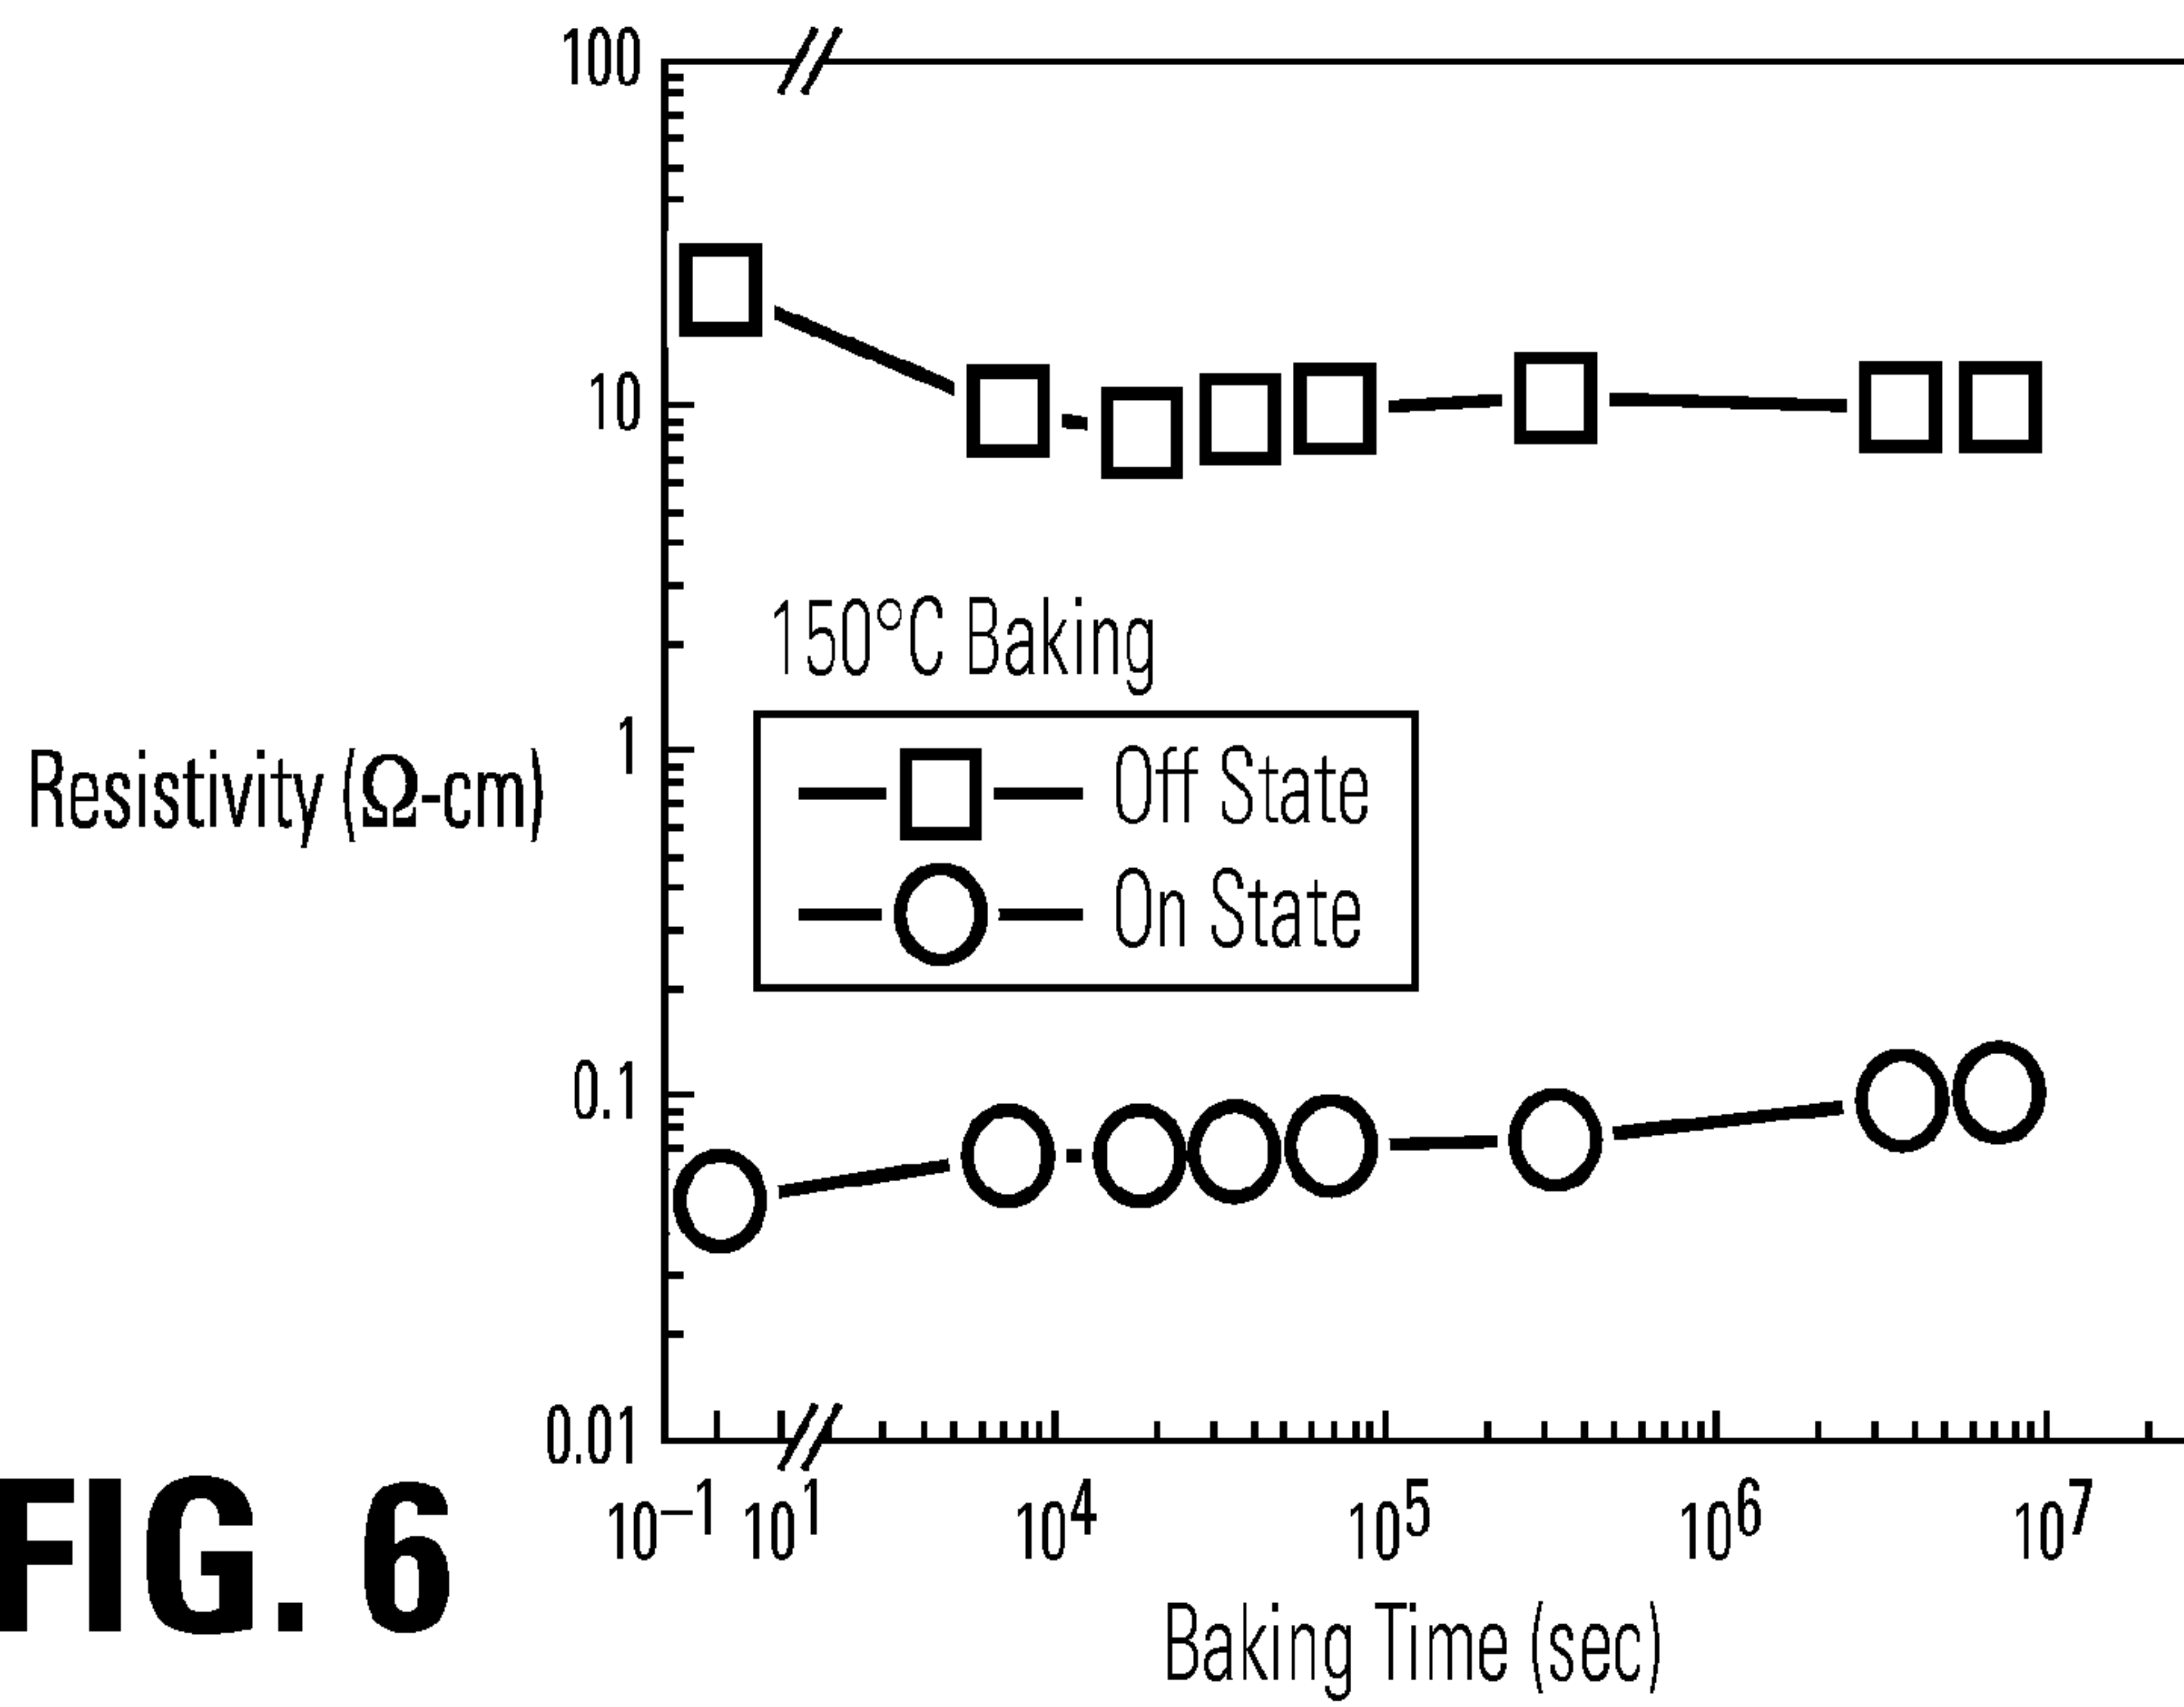 100
10
150°C Baking
1
Resistivity (Ω-cm)
Off State
On State
0.1
0.01
10⁻¹ 10¹ 10⁴ 10⁵ 10⁶ 10⁷
FIG. 6
Baking Time (sec)